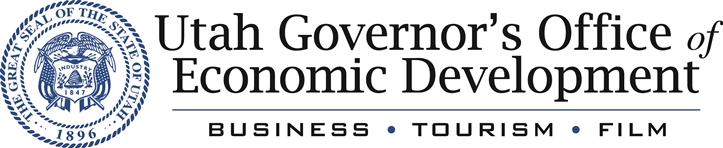 THE GREAT SEAL OF THE STATE OF UTAH
INDUSTRY
1847
1896
Utah Governor's Office of
Economic Development
BUSINESS • TOURISM • FILM